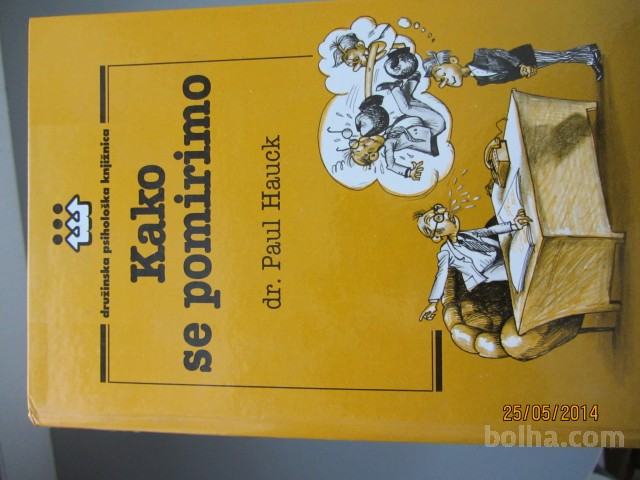 družinska psihološka knjižnica
Kako
se pomirimo
dr. Paul Hauck
25/05/2014
bolha.com